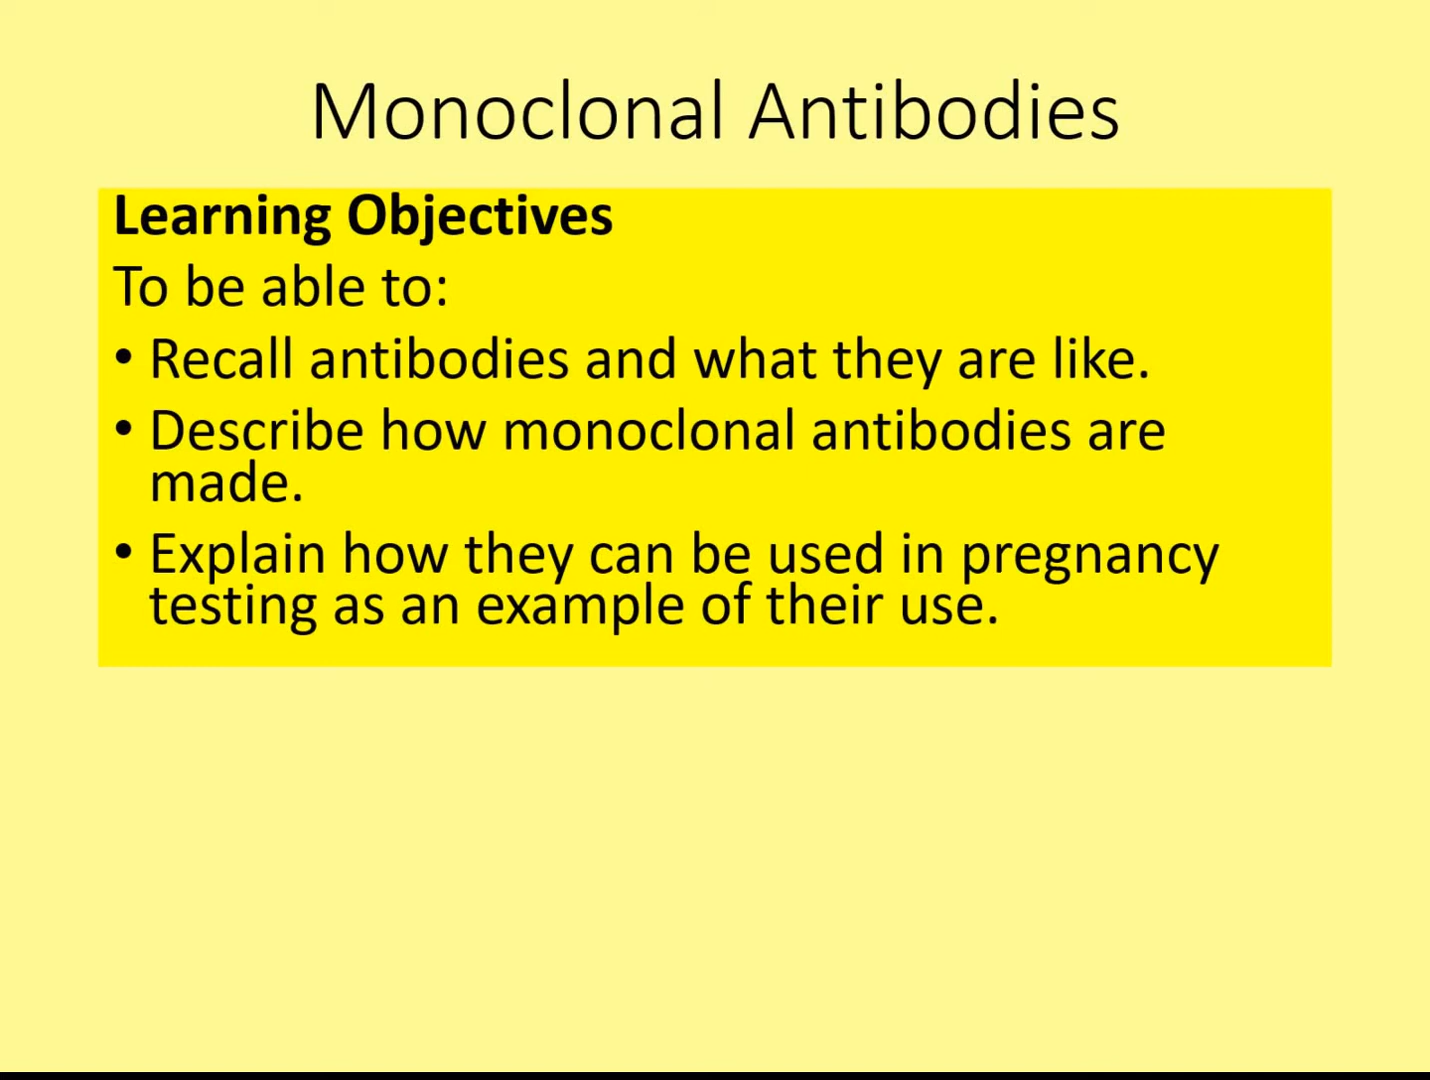 Monoclonal Antibodies
Learning Objectives
To be able to:
• Recall antibodies and what they are like.
• Describe how monoclonal antibodies are
made.
• Explain how they can be used in pregnancy
testing as an example of their use.